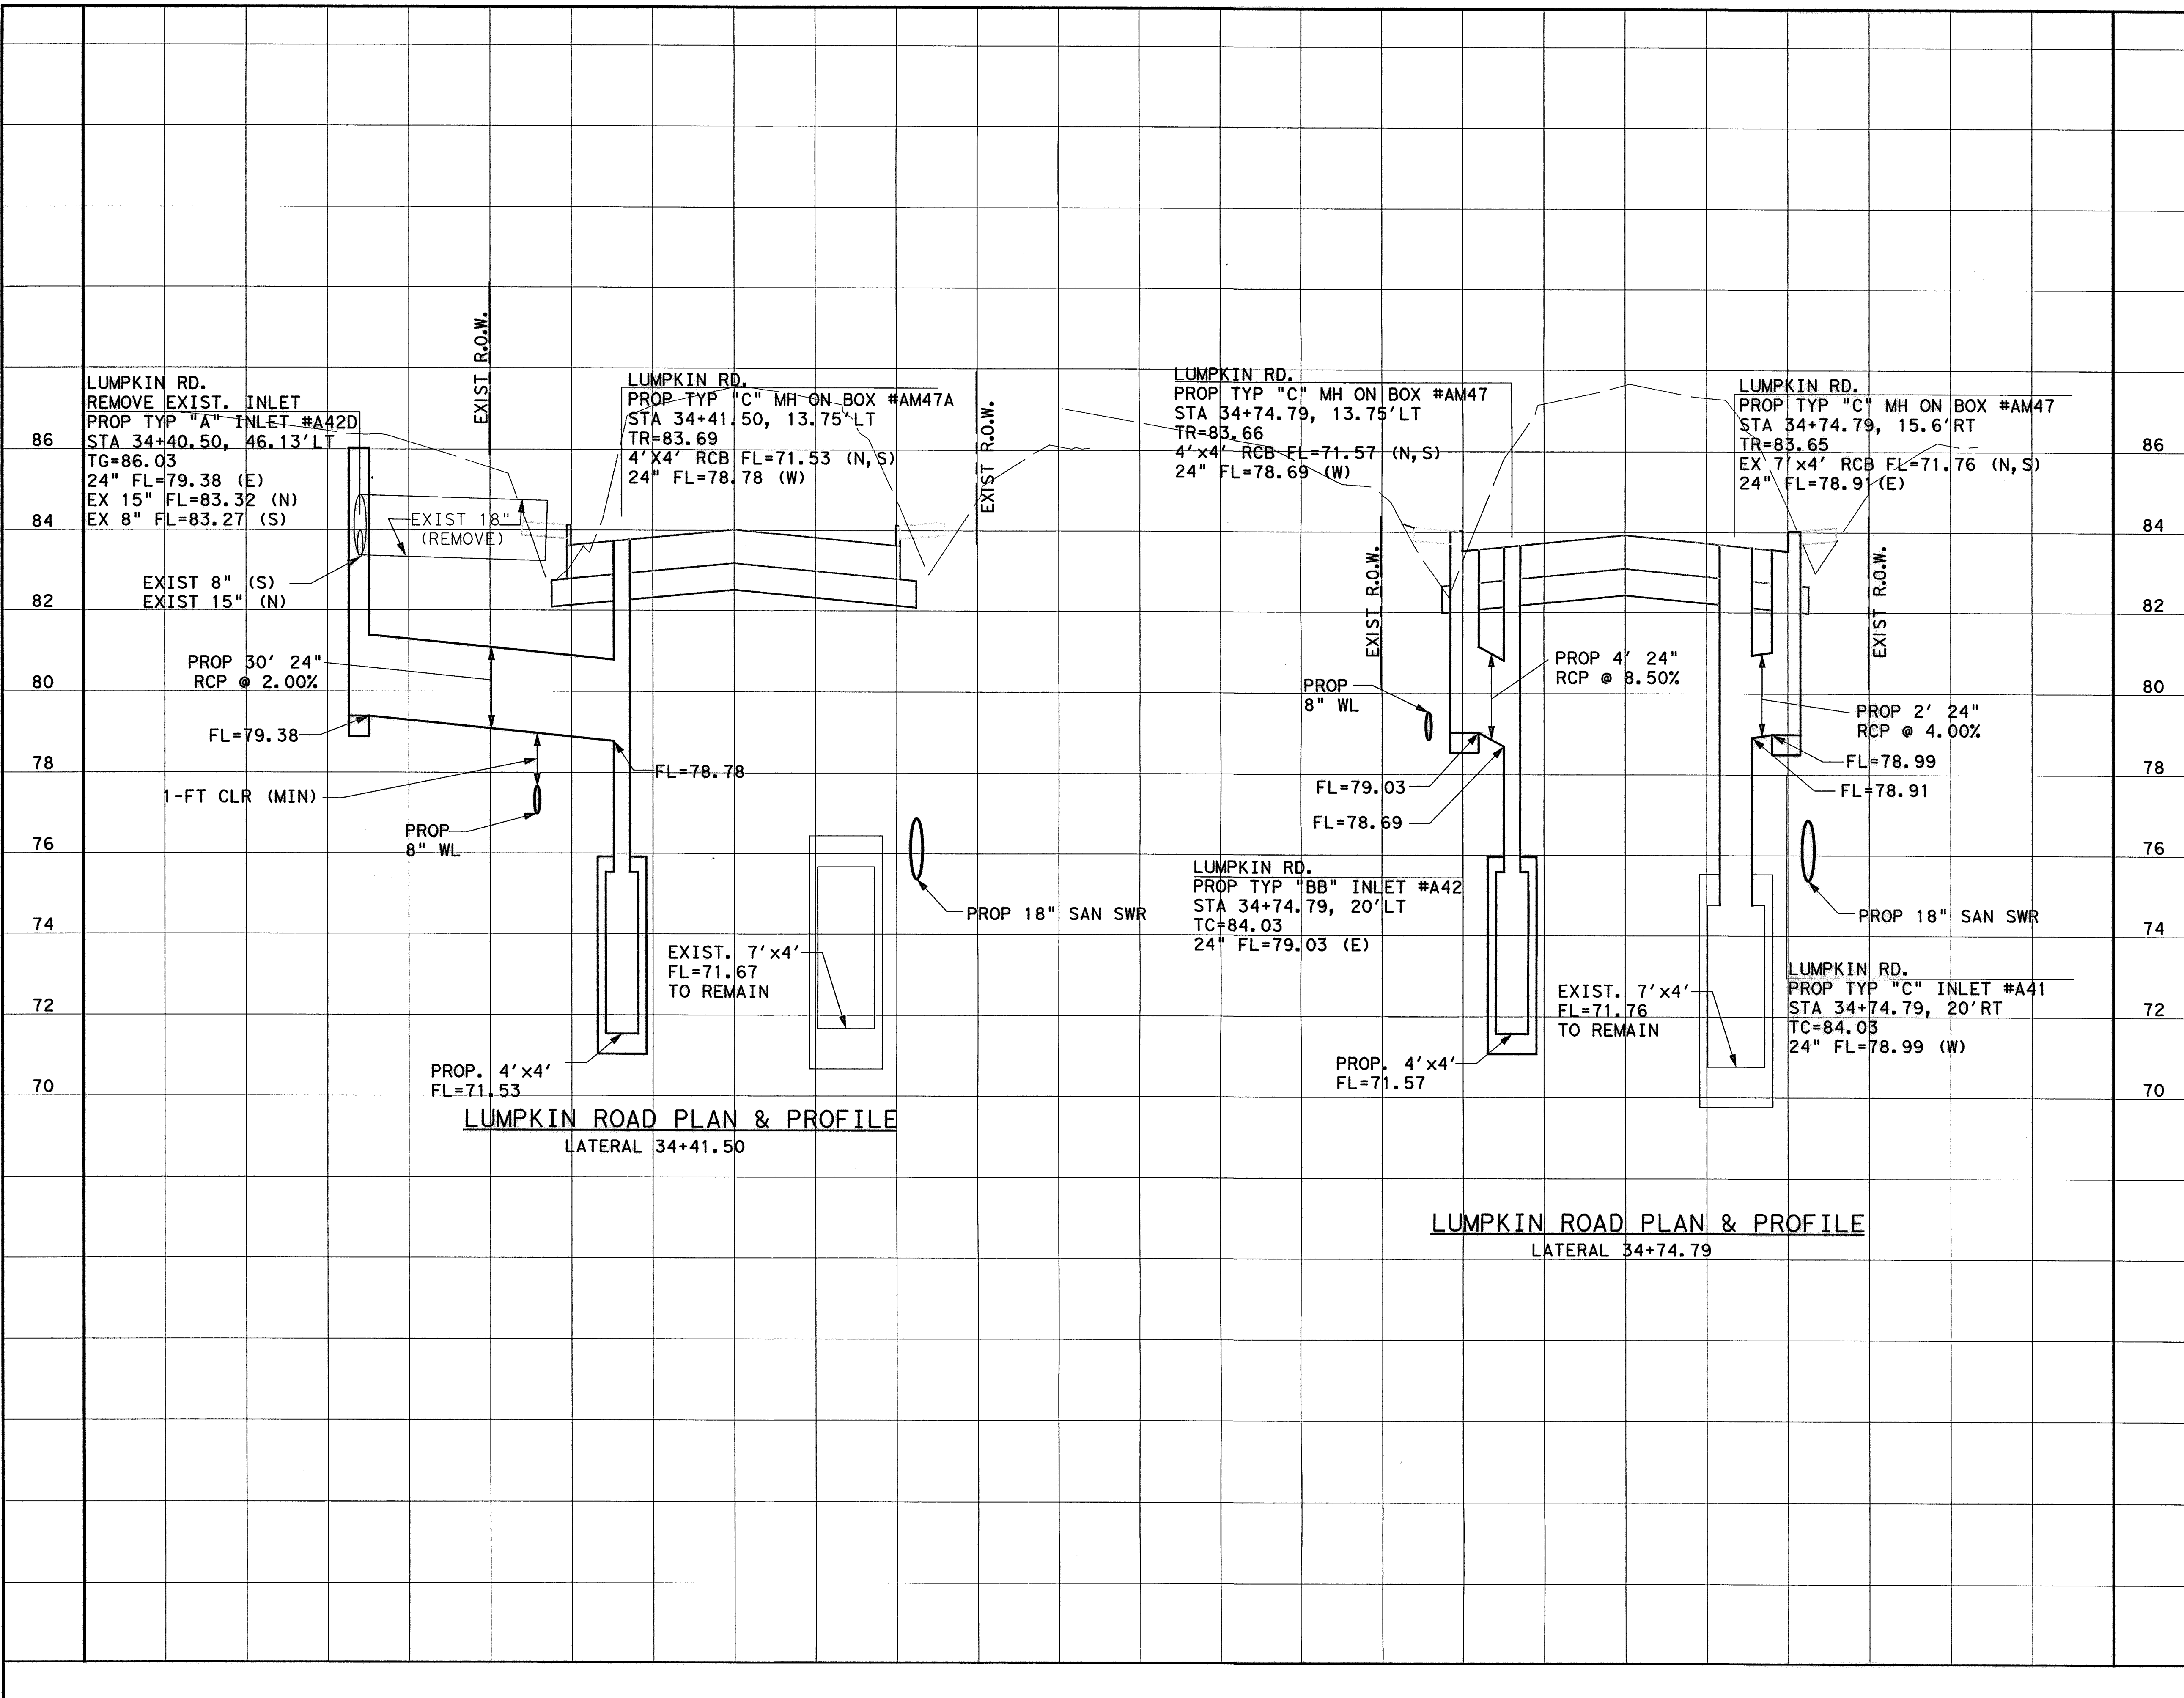 EXIST R.O.W.
LUMPKIN RD.
REMOVE EXIST. INLET
PROP TYP "A" INLET #A42D
STA 34+40.50, 46.13'LT
TG=86.03
24" FL=79.38 (E)
EX 15" FL=83.32 (N)
EX 8" FL=83.27 (S)
LUMPKIN RD.
PROP TYP "C" MH ON BOX #AM47A
STA 34+41.50, 13.75'LT
TR=83.69
4'X4' RCB FL=71.53 (N,S)
24" FL=78.78 (W)
EXIST R.O.W.
EXIST 18"
(REMOVE)
EXIST 8" (S)
EXIST 15" (N)
PROP 30' 24"
RCP @ 2.00%
FL=79.38
FL=78.78
1-FT CLR (MIN)
PROP
8" WL
PROP 18" SAN SWR
EXIST. 7'x4'
FL=71.67
TO REMAIN
PROP. 4'x4'
FL=71.53
LUMPKIN ROAD PLAN & PROFILE
LATERAL 34+41.50
LUMPKIN RD.
PROP TYP "C" MH ON BOX #AM47
STA 34+74.79, 13.75'LT
TR=83.66
4'x4' RCB FL=71.57 (N,S)
24" FL=78.69 (W)
LUMPKIN RD.
PROP TYP "C" MH ON BOX #AM47
STA 34+74.79, 15.6'RT
TR=83.65
EX 7'x4' RCB FL=71.76 (N,S)
24" FL=78.91 (E)
EXIST R.O.W.
EXIST R.O.W.
PROP
8" WL
PROP 4' 24"
RCP @ 8.50%
PROP 2' 24"
RCP @ 4.00%
FL=78.99
FL=78.91
FL=79.03
FL=78.69
LUMPKIN RD.
PROP TYP "BB" INLET #A42
STA 34+74.79, 20'LT
TC=84.03
24" FL=79.03 (E)
PROP 18" SAN SWR
EXIST. 7'x4'
FL=71.76
TO REMAIN
LUMPKIN RD.
PROP TYP "C" INLET #A41
STA 34+74.79, 20'RT
TC=84.03
24" FL=78.99 (W)
PROP. 4'x4'
FL=71.57
LUMPKIN ROAD PLAN & PROFILE
LATERAL 34+74.79
86
84
82
80
78
76
74
72
70
86
84
82
80
78
76
74
72
70